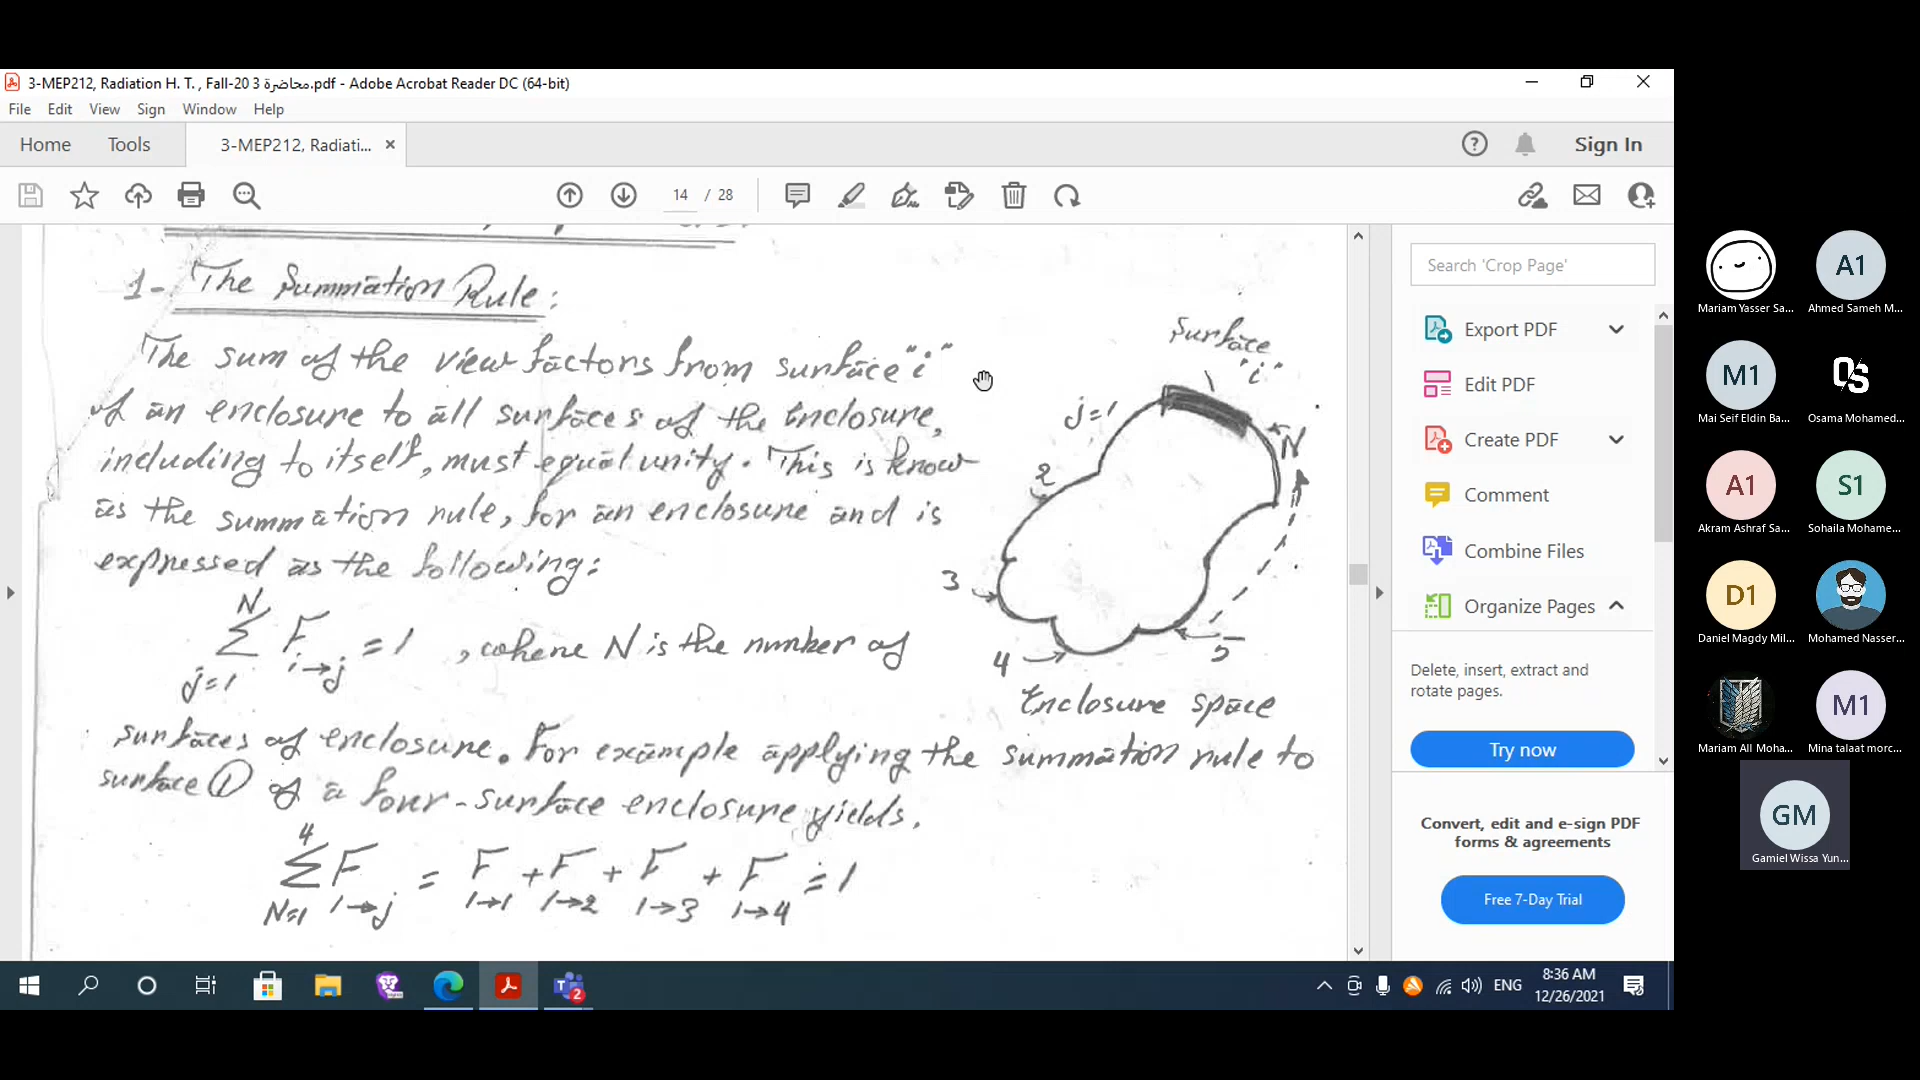 3-MEP212, Radiation H. T. , Fall-20 محاضرة 3.pdf - Adobe Acrobat Reader DC (64-bit)
File Edit View Sign Window Help
Home Tools 3-MEP212, Radiati... Sign In
14 / 28
1- The Summation Rule:
The sum of the view factors from surface "i"
of an enclosure to all surfaces of the enclosure,
including to itself, must equal unity. This is know
as the summation rule, for an enclosure and is
expressed as the following:
N
Σ F = 1 , where N is the number of
j=1 i→j
surfaces of enclosure. For example applying the summation rule to
surface ① of a four-surface enclosure yields.
4
Σ F = F + F + F + F = 1
N=1 1→j 1→1 1→2 1→3 1→4
Surface
"i"
j=1
N
2
3
4
5
Enclosure space
Search 'Crop Page'
Export PDF
Edit PDF
Create PDF
Comment
Combine Files
Organize Pages
Delete, insert, extract and
rotate pages.
Try now
Convert, edit and e-sign PDF
forms & agreements
Free 7-Day Trial
A1
Mariam Yasser Sa... Ahmed Sameh M...
M1 OS
Mai Seif Eldin Ba... Osama Mohamed...
A1 S1
Akram Ashraf Sa... Sohaila Mohame...
D1
Daniel Magdy Mil... Mohamed Nasser...
M1
Mariam All Moha... Mina talaat morc...
GM
Gamiel Wissa Yun...
2
ENG
8:36 AM
12/26/2021